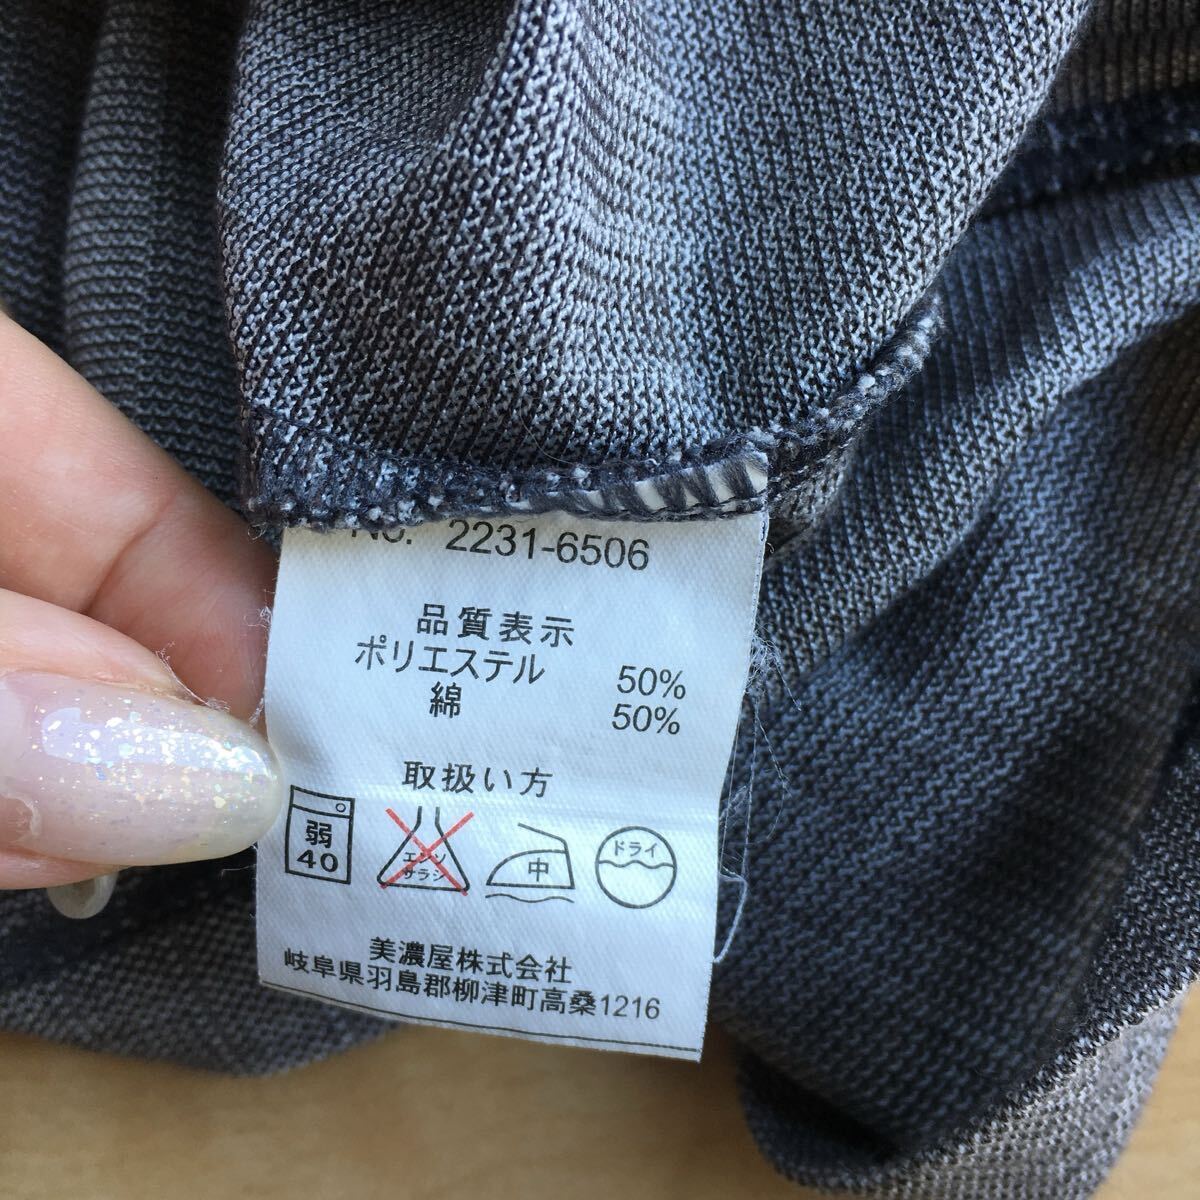 No. 2231-6506
品質表示
ポリエステル 50%
綿 50%
取扱い方
弱 40
エンソ サラシ
中
ドライ
美濃屋株式会社
岐阜県羽島郡柳津町高桑1216